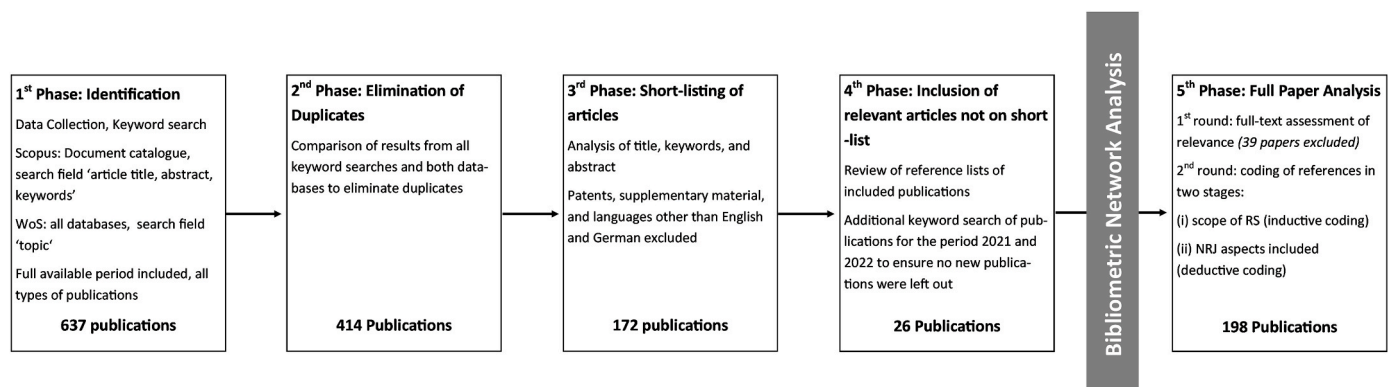 1st Phase: Identification
Data Collection, Keyword search
Scopus: Document catalogue,
search field ‘article title, abstract,
keywords’
WoS: all databases, search field
‘topic‘
Full available period included, all
types of publications
637 publications
2nd Phase: Elimination of
Duplicates
Comparison of results from all
keyword searches and both data-
bases to eliminate duplicates
414 Publications
3rd Phase: Short-listing of
articles
Analysis of title, keywords, and
abstract
Patents, supplementary material,
and languages other than English
and German excluded
172 publications
4th Phase: Inclusion of
relevant articles not on short
-list
Review of reference lists of
included publications
Additional keyword search of pub-
lications for the period 2021 and
2022 to ensure no new publica-
tions were left out
26 Publications
Bibliometric Network Analysis
5th Phase: Full Paper Analysis
1st round: full-text assessment of
relevance (39 papers excluded)
2nd round: coding of references in
two stages:
(i) scope of RS (inductive coding)
(ii) NRJ aspects included
(deductive coding)
198 Publications